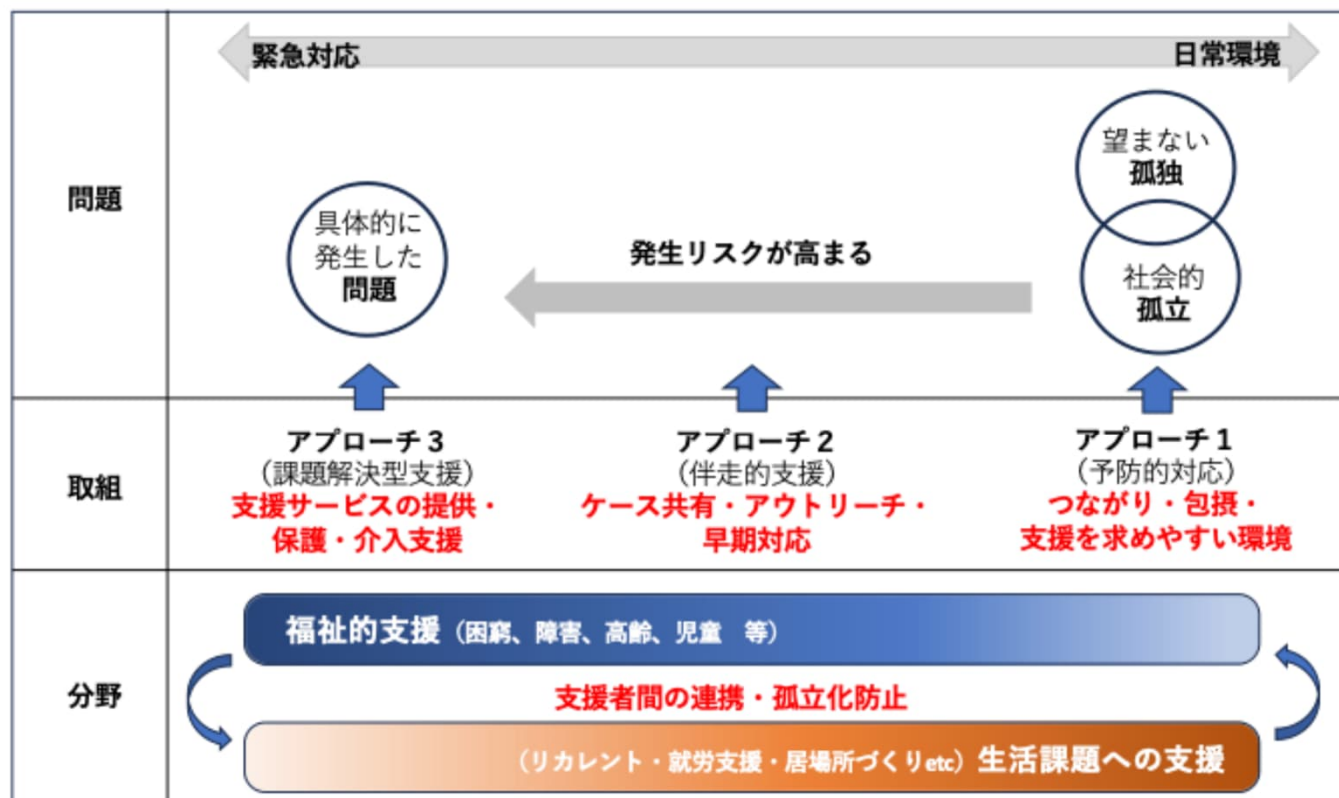 緊急対応
日常環境
問題
望まない
孤独
社会的
孤立
具体的に
発生した
問題
発生リスクが高まる
取組
アプローチ3
（課題解決型支援）
支援サービスの提供・
保護・介入支援
アプローチ2
（伴走的支援）
ケース共有・アウトリーチ・
早期対応
アプローチ1
（予防的対応）
つながり・包摂・
支援を求めやすい環境
分野
福祉的支援（困窮、障害、高齢、児童　等）
支援者間の連携・孤立化防止
（リカレント・就労支援・居場所づくりetc）生活課題への支援